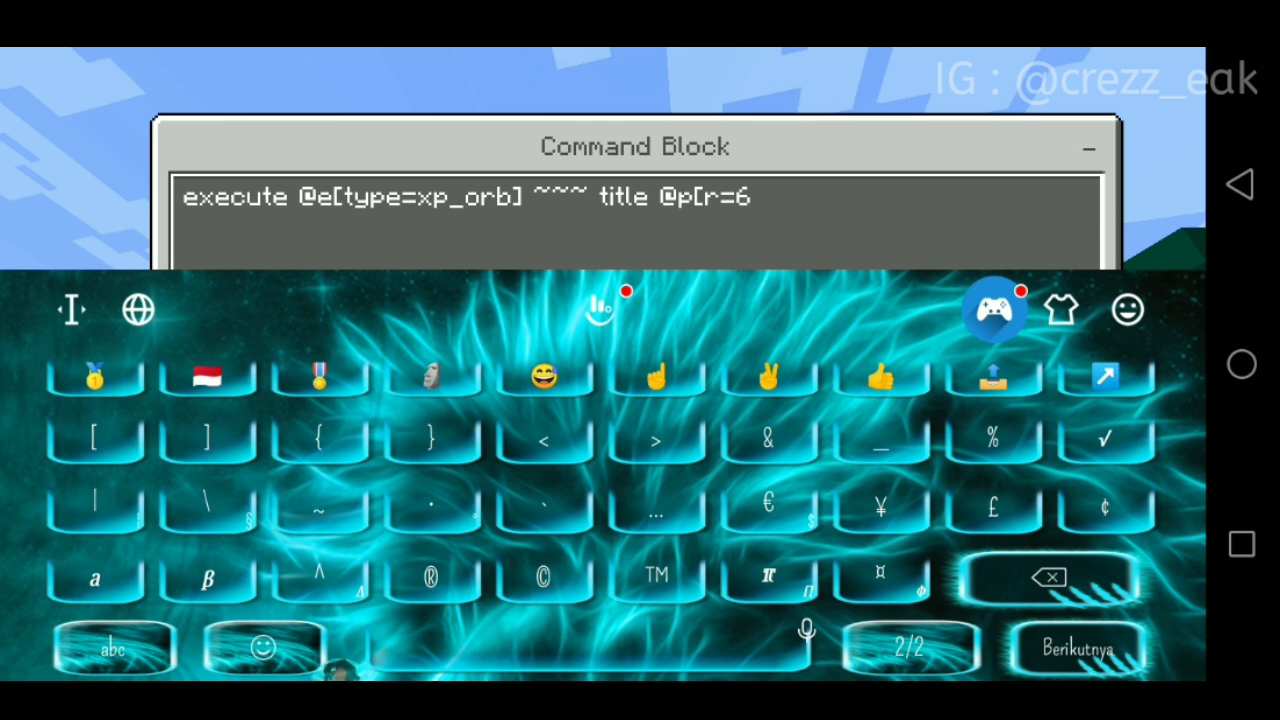 IG : @crezz_eak
Command Block
execute @e[type=xp_orb] ~~~ title @p[r=6
[ ] { } < > & _ % √
| \ § ~ · ` … € $ ¥ £ ¢
α β ^ Δ ® © TM π Π ¤ Φ
abc 2/2 Berikutnya